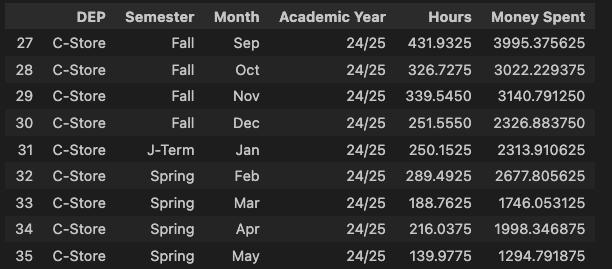 DEP Semester Month Academic Year Hours Money Spent
27 C-Store Fall Sep 24/25 431.9325 3995.375625
28 C-Store Fall Oct 24/25 326.7275 3022.229375
29 C-Store Fall Nov 24/25 339.5450 3140.791250
30 C-Store Fall Dec 24/25 251.5550 2326.883750
31 C-Store J-Term Jan 24/25 250.1525 2313.910625
32 C-Store Spring Feb 24/25 289.4925 2677.805625
33 C-Store Spring Mar 24/25 188.7625 1746.053125
34 C-Store Spring Apr 24/25 216.0375 1998.346875
35 C-Store Spring May 24/25 139.9775 1294.791875